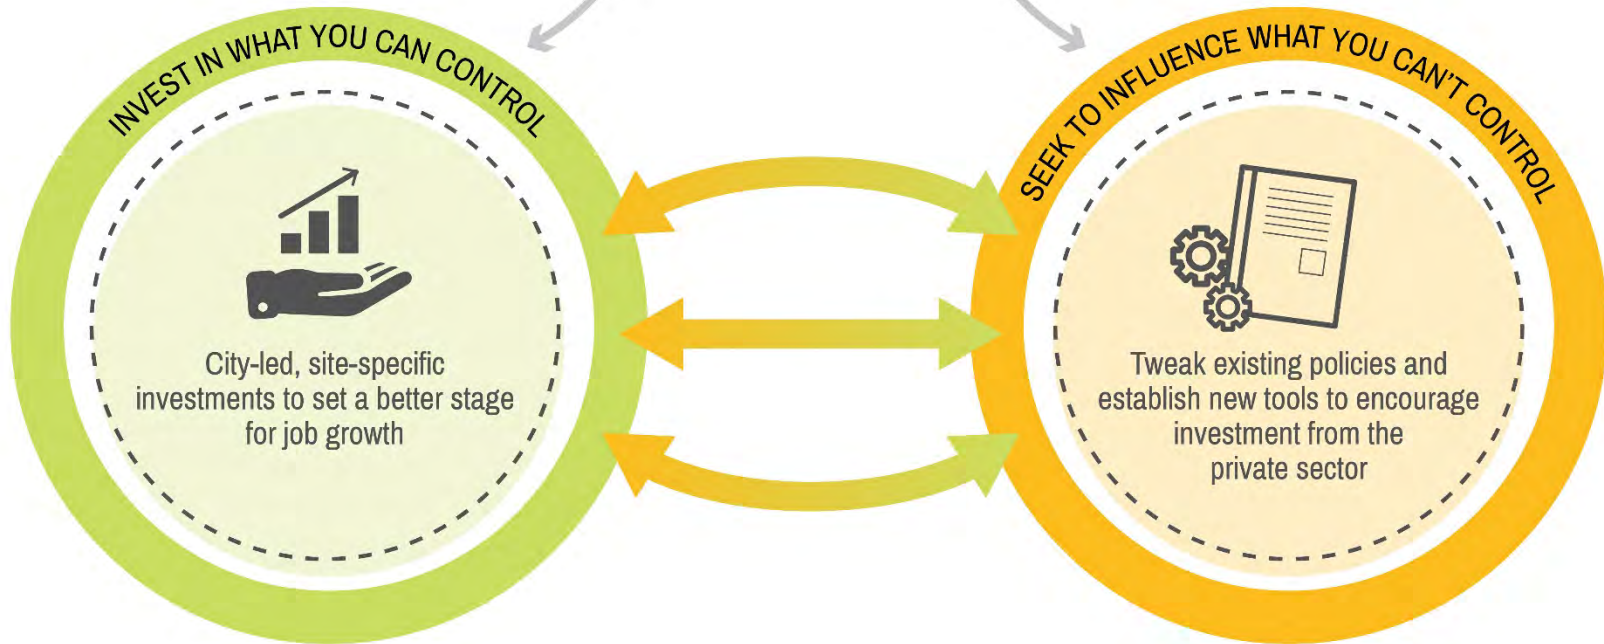 INVEST IN WHAT YOU CAN CONTROL
City-led, site-specific
investments to set a better stage
for job growth
SEEK TO INFLUENCE WHAT YOU CAN'T CONTROL
Tweak existing policies and
establish new tools to encourage
investment from the
private sector